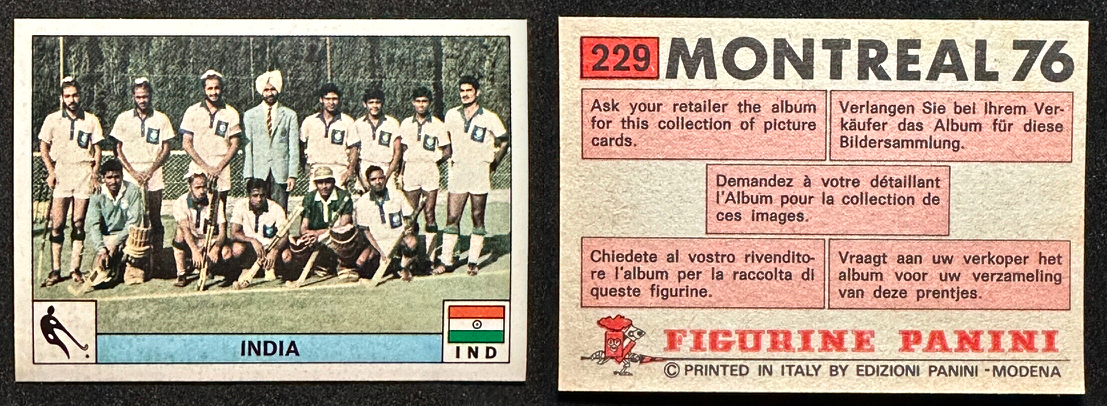 INDIA
IND
229 MONTREAL 76
Ask your retailer the album
for this collection of picture
cards.
Verlangen Sie bei Ihrem Ver-
käufer das Album für diese
Bildersammlung.
Demandez à votre détaillant
l'Album pour la collection de
ces images.
Chiedete al vostro rivendito-
re l'album per la raccolta di
queste figurine.
Vraagt aan uw verkoper het
album voor uw verzameling
van deze prentjes.
FIGURINE PANINI
© PRINTED IN ITALY BY EDIZIONI PANINI - MODENA